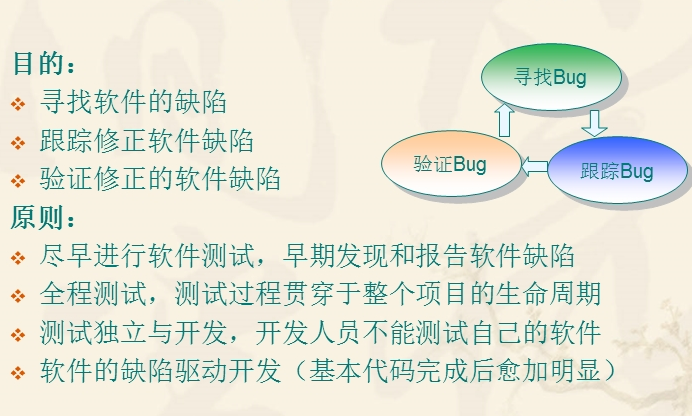 目的：
寻找软件的缺陷
跟踪修正软件缺陷
验证修正的软件缺陷
寻找Bug
验证Bug
跟踪Bug
原则：
尽早进行软件测试，早期发现和报告软件缺陷
全程测试，测试过程贯穿于整个项目的生命周期
测试独立与开发，开发人员不能测试自己的软件
软件的缺陷驱动开发（基本代码完成后愈加明显）